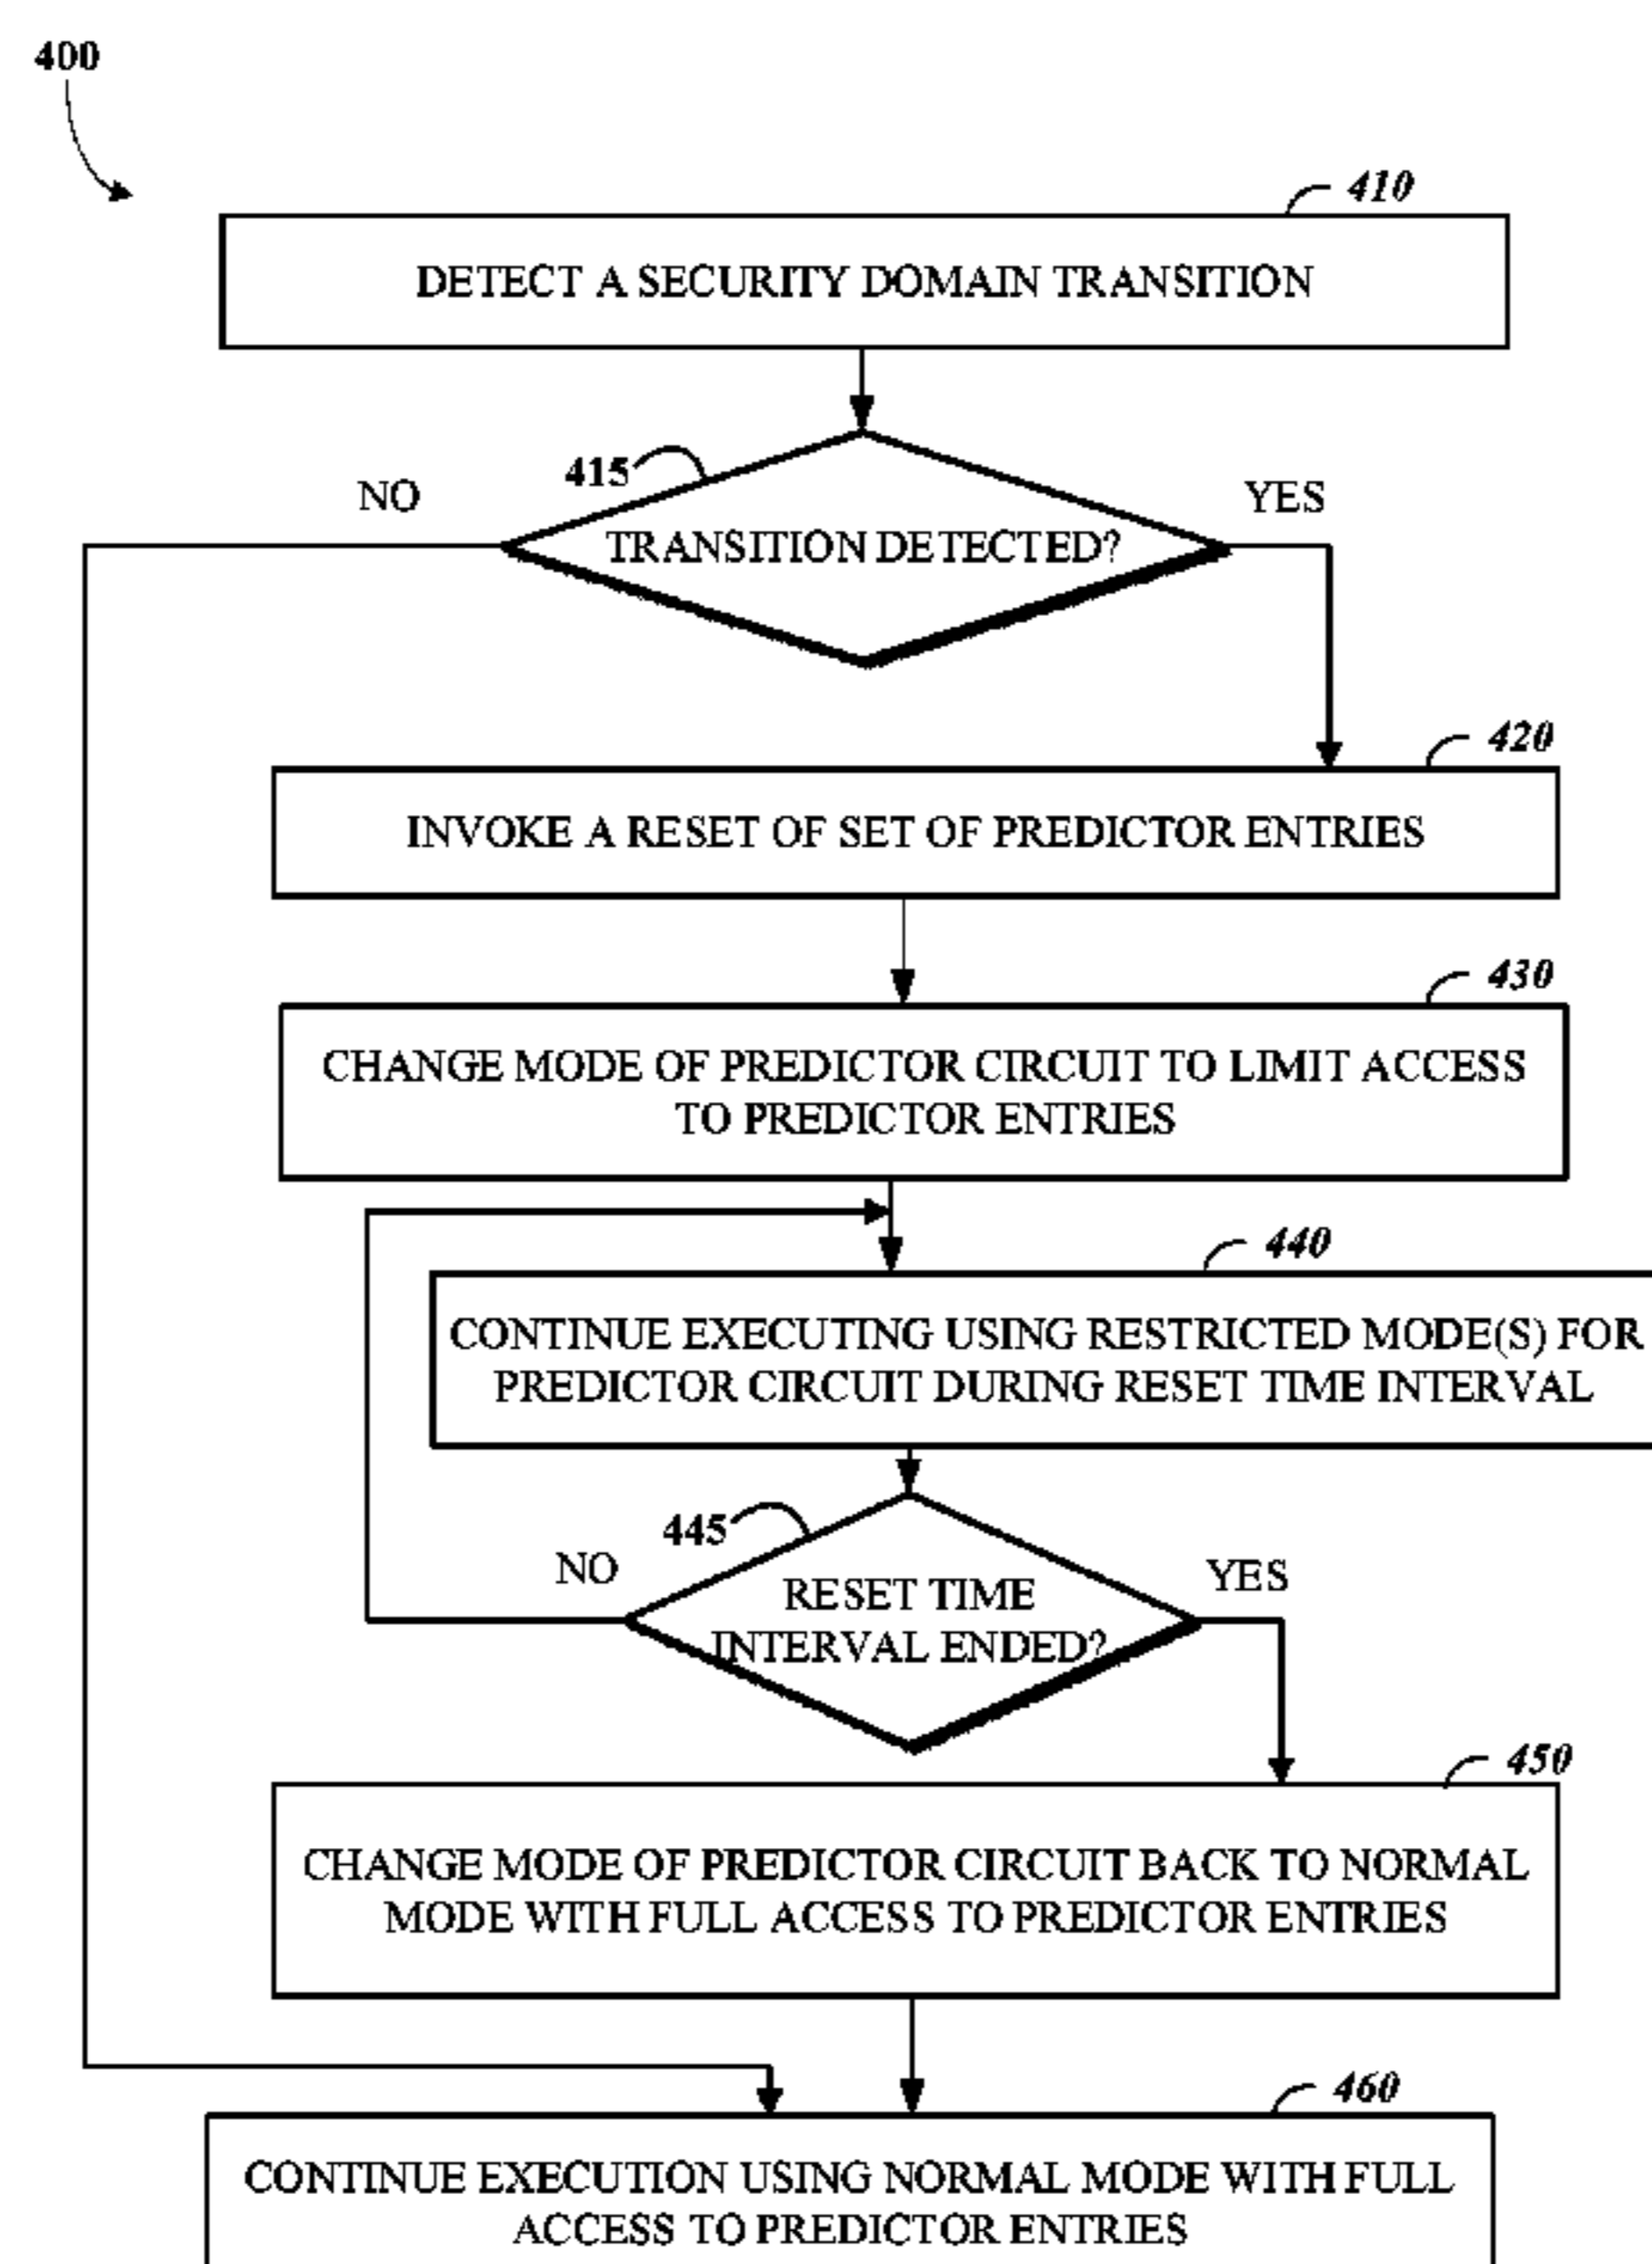 400
410
DETECT A SECURITY DOMAIN TRANSITION
415
NO
YES
TRANSITION DETECTED?
420
INVOKE A RESET OF SET OF PREDICTOR ENTRIES
430
CHANGE MODE OF PREDICTOR CIRCUIT TO LIMIT ACCESS
TO PREDICTOR ENTRIES
440
CONTINUE EXECUTING USING RESTRICTED MODE(S) FOR
PREDICTOR CIRCUIT DURING RESET TIME INTERVAL
445
NO
YES
RESET TIME
INTERVAL ENDED?
450
CHANGE MODE OF PREDICTOR CIRCUIT BACK TO NORMAL
MODE WITH FULL ACCESS TO PREDICTOR ENTRIES
460
CONTINUE EXECUTION USING NORMAL MODE WITH FULL
ACCESS TO PREDICTOR ENTRIES